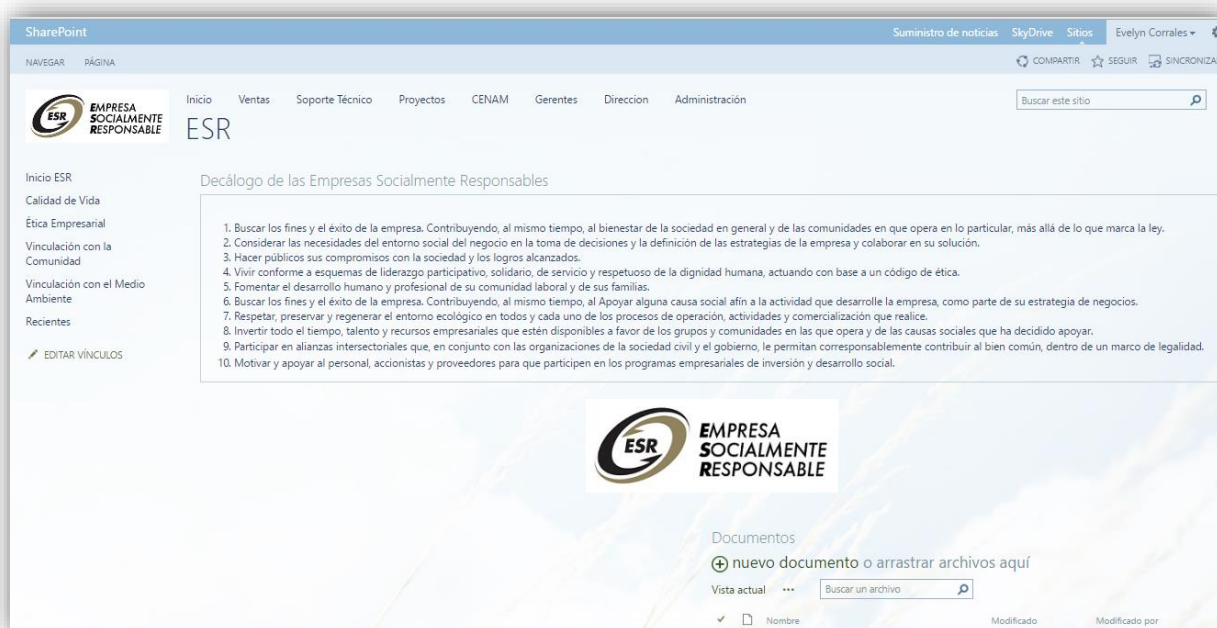 SharePoint
Suministro de noticias SkyDrive Sitios Evelyn Corrales
NAVEGAR PÁGINA
COMPARTIR SEGUIR SINCRONIZA
ESR EMPRESA
SOCIALMENTE
RESPONSABLE
Inicio Ventas Soporte Técnico Proyectos CENAM Gerentes Direccion Administración
Buscar este sitio
ESR
Inicio ESR
Calidad de Vida
Ética Empresarial
Vinculación con la
Comunidad
Vinculación con el Medio
Ambiente
Recientes
EDITAR VÍNCULOS
Decálogo de las Empresas Socialmente Responsables
1. Buscar los fines y el éxito de la empresa. Contribuyendo, al mismo tiempo, al bienestar de la sociedad en general y de las comunidades en que opera en lo particular, más allá de lo que marca la ley.
2. Considerar las necesidades del entorno social del negocio en la toma de decisiones y la definición de las estrategias de la empresa y colaborar en su solución.
3. Hacer públicos sus compromisos con la sociedad y los logros alcanzados.
4. Vivir conforme a esquemas de liderazgo participativo, solidario, de servicio y respetuoso de la dignidad humana, actuando con base a un código de ética.
5. Fomentar el desarrollo humano y profesional de su comunidad laboral y de sus familias.
6. Buscar los fines y el éxito de la empresa. Contribuyendo, al mismo tiempo, al Apoyar alguna causa social afín a la actividad que desarrolle la empresa, como parte de su estrategia de negocios.
7. Respetar, preservar y regenerar el entorno ecológico en todos y cada uno de los procesos de operación, actividades y comercialización que realice.
8. Invertir todo el tiempo, talento y recursos empresariales que estén disponibles a favor de los grupos y comunidades en las que opera y de las causas sociales que ha decidido apoyar.
9. Participar en alianzas intersectoriales que, en conjunto con las organizaciones de la sociedad civil y el gobierno, le permitan corresponsablemente contribuir al bien común, dentro de un marco de legalidad.
10. Motivar y apoyar al personal, accionistas y proveedores para que participen en los programas empresariales de inversión y desarrollo social.
ESR EMPRESA
SOCIALMENTE
RESPONSABLE
Documentos
nuevo documento o arrastrar archivos aquí
Vista actual ... Buscar un archivo
Nombre Modificado Modificado por